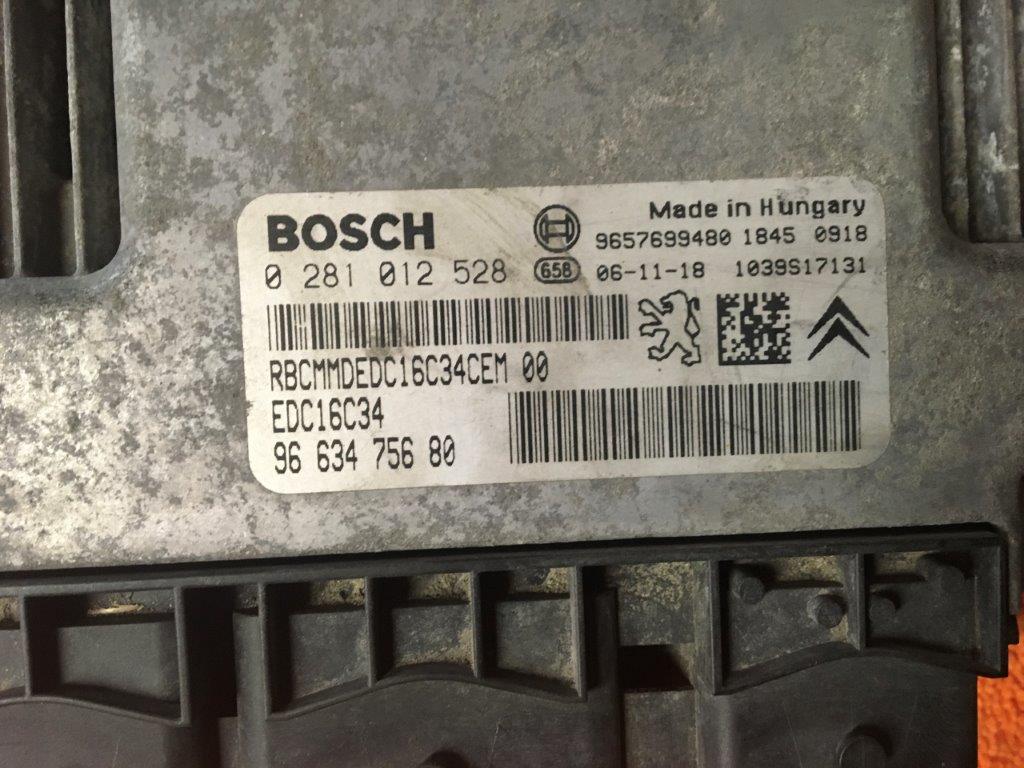 BOSCH
Made in Hungary
9657699480 1845 0918
0 281 012 528
658 06-11-18 1039S17131
RBCMMDEDC16C34CEM 00
EDC16C34
96 634 756 80